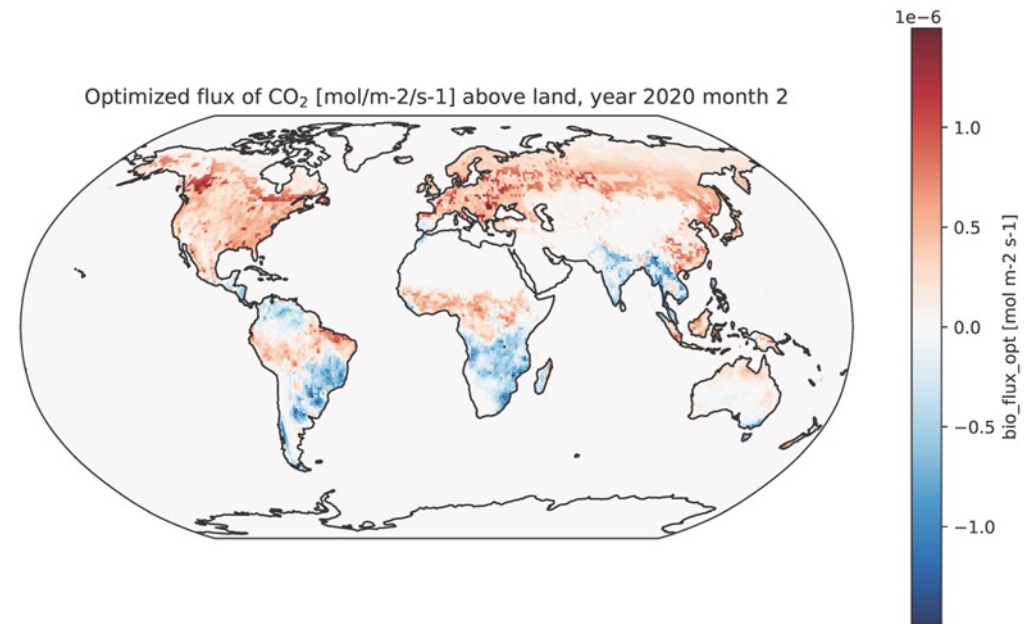 1e−6
Optimized flux of CO₂ [mol/m-2/s-1] above land, year 2020 month 2
1.0
0.5
0.0
−0.5
−1.0
bio_flux_opt [mol m-2 s-1]